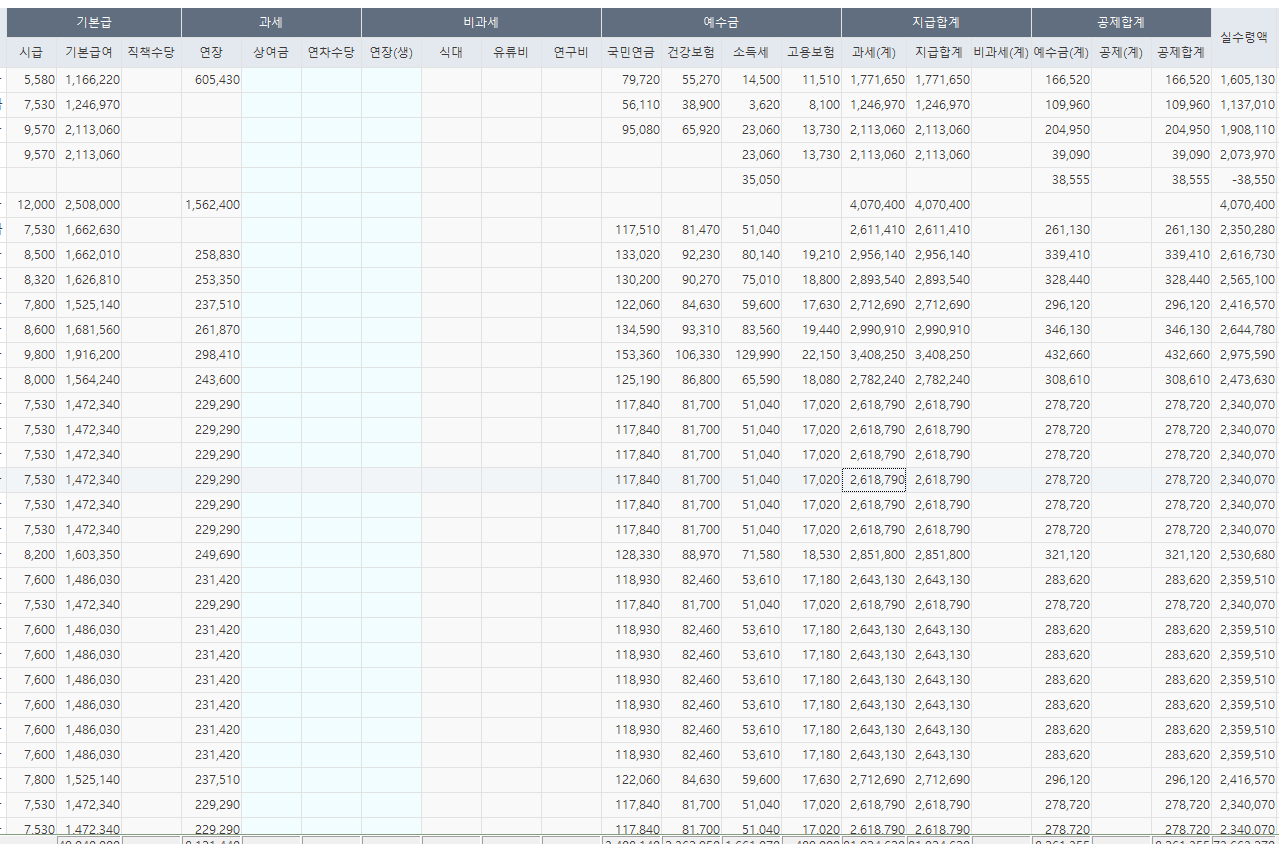 기본급 과세 비과세 예수금 지급합계 공제합계 실수령액
시급 기본급여 직책수당 연장 상여금 연차수당 연장(생) 식대 유류비 연구비 국민연금 건강보험 소득세 고용보험 과세(계) 지급합계 비과세(계) 예수금(계) 공제(계) 공제합계
5,580 1,166,220 605,430 79,720 55,270 14,500 11,510 1,771,650 1,771,650 166,520 166,520 1,605,130
7,530 1,246,970 56,110 38,900 3,620 8,100 1,246,970 1,246,970 109,960 109,960 1,137,010
9,570 2,113,060 95,080 65,920 23,060 13,730 2,113,060 2,113,060 204,950 204,950 1,908,110
9,570 2,113,060 23,060 13,730 2,113,060 2,113,060 39,090 39,090 2,073,970
35,050 38,555 38,555 -38,550
12,000 2,508,000 1,562,400 4,070,400 4,070,400 4,070,400
7,530 1,662,630 117,510 81,470 51,040 2,611,410 2,611,410 261,130 261,130 2,350,280
8,500 1,662,010 258,830 133,020 92,230 80,140 19,210 2,956,140 2,956,140 339,410 339,410 2,616,730
8,320 1,626,810 253,350 130,200 90,270 75,010 18,800 2,893,540 2,893,540 328,440 328,440 2,565,100
7,800 1,525,140 237,510 122,060 84,630 59,600 17,630 2,712,690 2,712,690 296,120 296,120 2,416,570
8,600 1,681,560 261,870 134,590 93,310 83,560 19,440 2,990,910 2,990,910 346,130 346,130 2,644,780
9,800 1,916,200 298,410 153,360 106,330 129,990 22,150 3,408,250 3,408,250 432,660 432,660 2,975,590
8,000 1,564,240 243,600 125,190 86,800 65,590 18,080 2,782,240 2,782,240 308,610 308,610 2,473,630
7,530 1,472,340 229,290 117,840 81,700 51,040 17,020 2,618,790 2,618,790 278,720 278,720 2,340,070
7,530 1,472,340 229,290 117,840 81,700 51,040 17,020 2,618,790 2,618,790 278,720 278,720 2,340,070
7,530 1,472,340 229,290 117,840 81,700 51,040 17,020 2,618,790 2,618,790 278,720 278,720 2,340,070
7,530 1,472,340 229,290 117,840 81,700 51,040 17,020 2,618,790 2,618,790 278,720 278,720 2,340,070
7,530 1,472,340 229,290 117,840 81,700 51,040 17,020 2,618,790 2,618,790 278,720 278,720 2,340,070
7,530 1,472,340 229,290 117,840 81,700 51,040 17,020 2,618,790 2,618,790 278,720 278,720 2,340,070
8,200 1,603,350 249,690 128,330 88,970 71,580 18,530 2,851,800 2,851,800 321,120 321,120 2,530,680
7,600 1,486,030 231,420 118,930 82,460 53,610 17,180 2,643,130 2,643,130 283,620 283,620 2,359,510
7,530 1,472,340 229,290 117,840 81,700 51,040 17,020 2,618,790 2,618,790 278,720 278,720 2,340,070
7,600 1,486,030 231,420 118,930 82,460 53,610 17,180 2,643,130 2,643,130 283,620 283,620 2,359,510
7,600 1,486,030 231,420 118,930 82,460 53,610 17,180 2,643,130 2,643,130 283,620 283,620 2,359,510
7,600 1,486,030 231,420 118,930 82,460 53,610 17,180 2,643,130 2,643,130 283,620 283,620 2,359,510
7,600 1,486,030 231,420 118,930 82,460 53,610 17,180 2,643,130 2,643,130 283,620 283,620 2,359,510
7,600 1,486,030 231,420 118,930 82,460 53,610 17,180 2,643,130 2,643,130 283,620 283,620 2,359,510
7,600 1,486,030 231,420 118,930 82,460 53,610 17,180 2,643,130 2,643,130 283,620 283,620 2,359,510
7,800 1,525,140 237,510 122,060 84,630 59,600 17,630 2,712,690 2,712,690 296,120 296,120 2,416,570
7,530 1,472,340 229,290 117,840 81,700 51,040 17,020 2,618,790 2,618,790 278,720 278,720 2,340,070
7,530 1,472,340 229,290 117,840 81,700 51,040 17,020 2,618,790 2,618,790 278,720 278,720 2,340,070